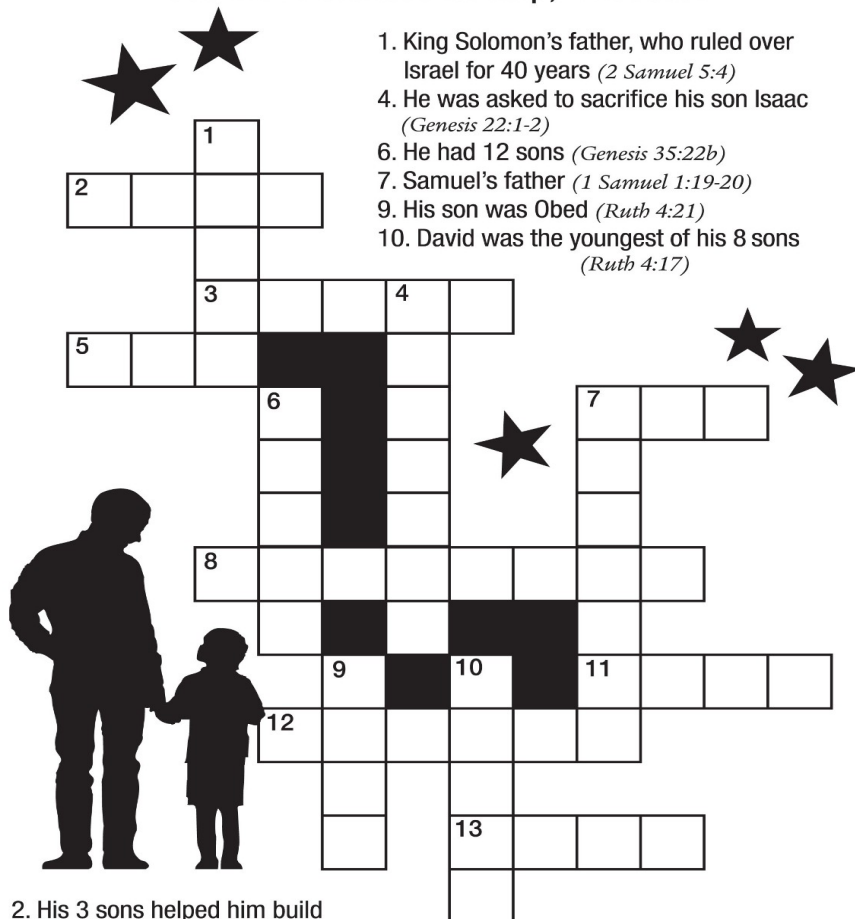 1. King Solomon's father, who ruled over
Israel for 40 years (2 Samuel 5:4)
4. He was asked to sacrifice his son Isaac
(Genesis 22:1-2)
6. He had 12 sons (Genesis 35:22b)
7. Samuel's father (1 Samuel 1:19-20)
9. His son was Obed (Ruth 4:21)
10. David was the youngest of his 8 sons
(Ruth 4:17)
1
2
3
4
5
6
7
8
9
10
11
12
13
2. His 3 sons helped him build